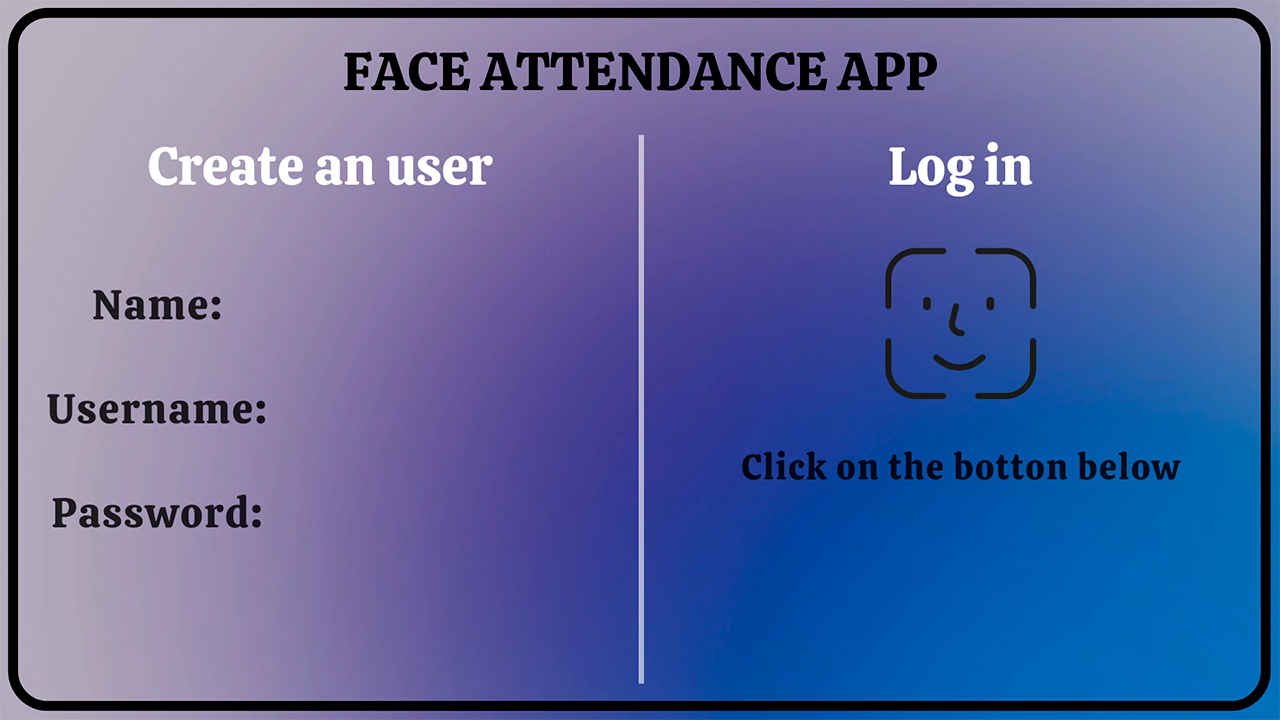 FACE ATTENDANCE APP
Create an user
Name:
Username:
Password:
Log in
Click on the botton below